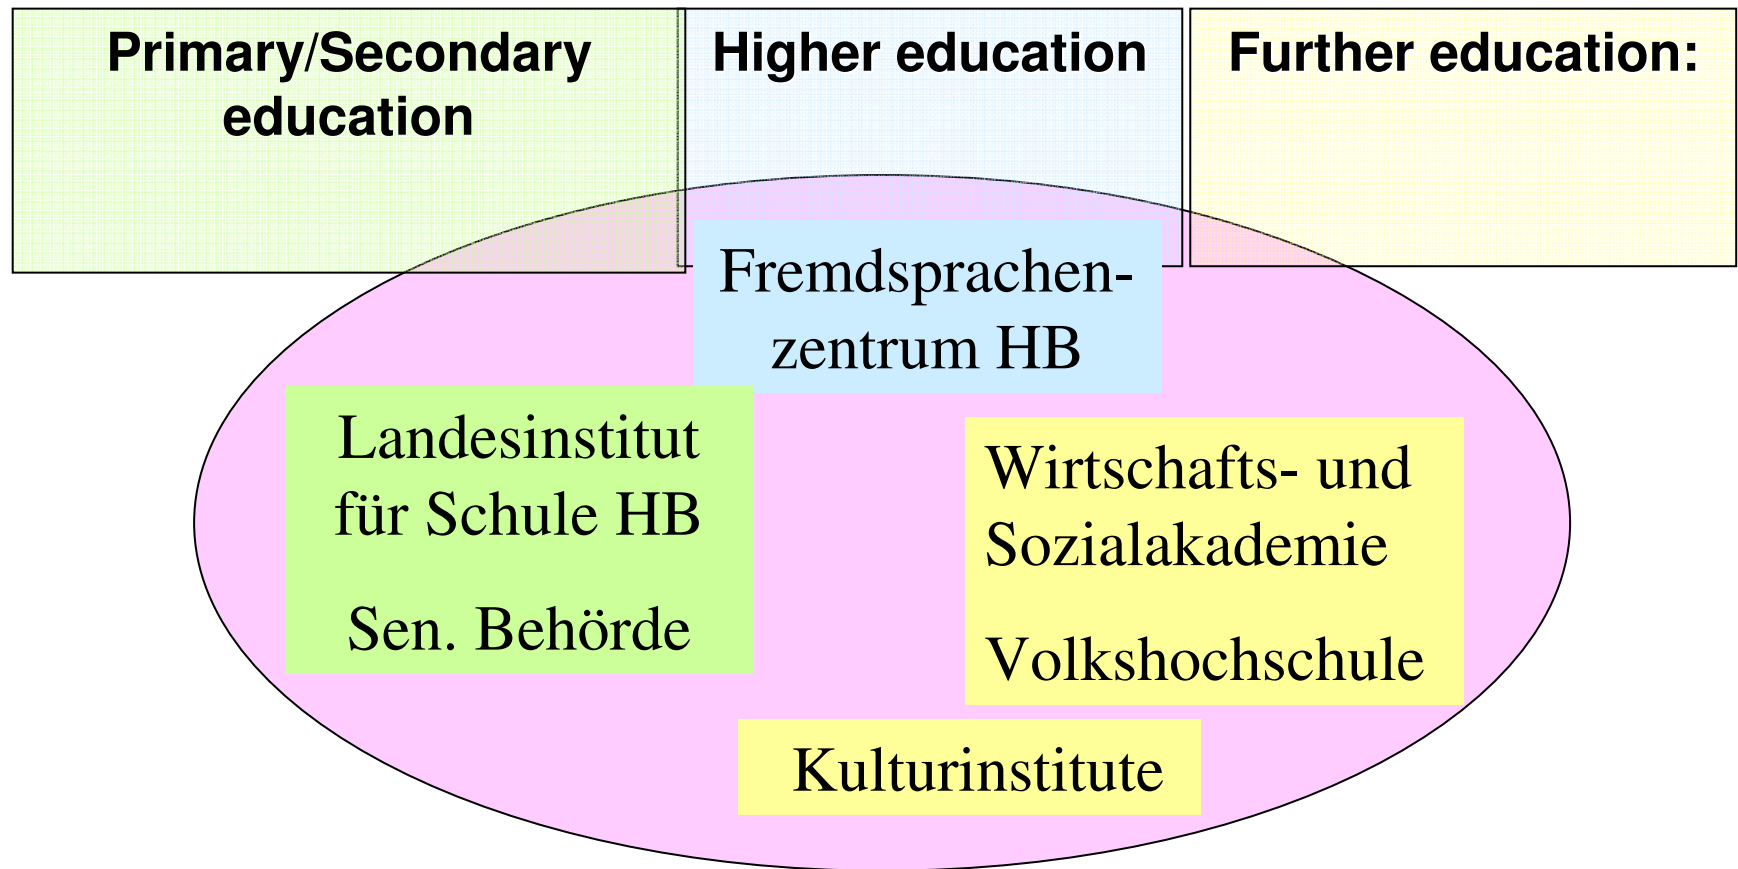 Primary/Secondary
education
Higher education
Further education:
Fremdsprachen-
zentrum HB
Landesinstitut
für Schule HB
Sen. Behörde
Wirtschafts- und
Sozialakademie
Volkshochschule
Kulturinstitute